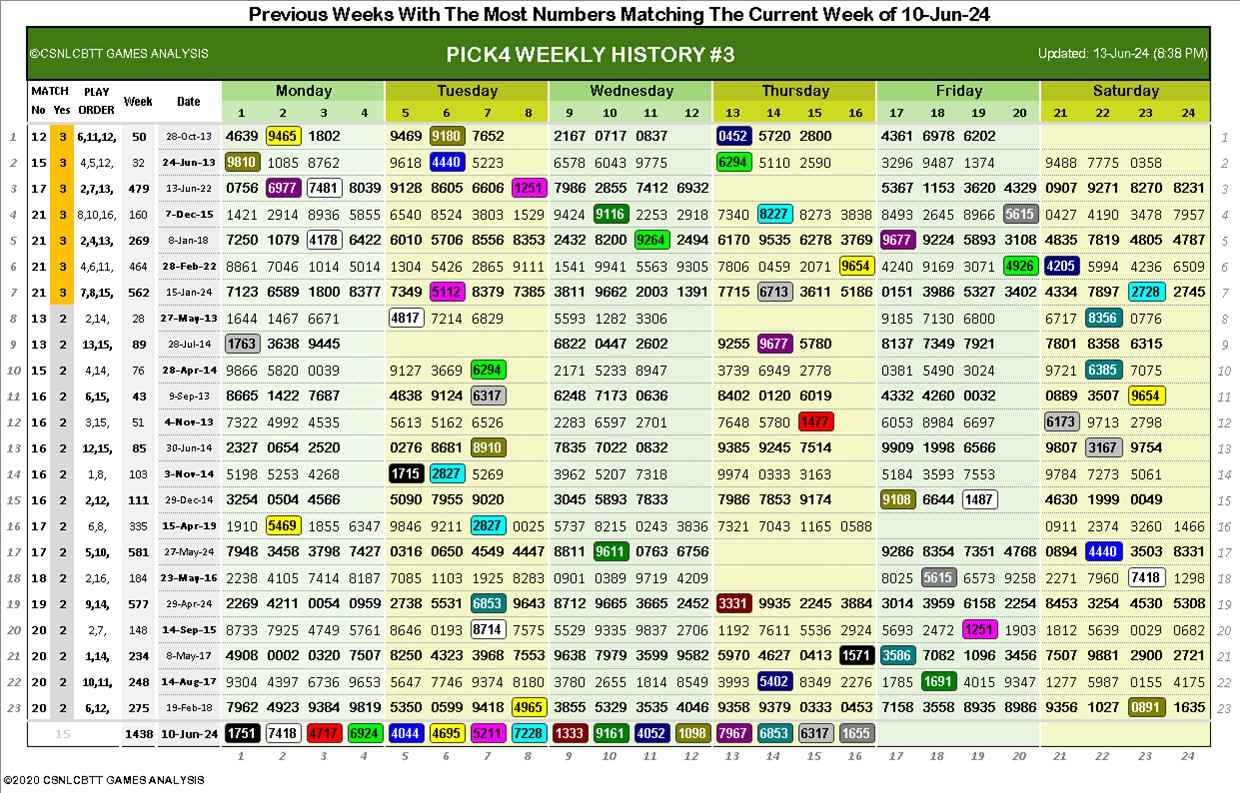 Previous Weeks With The Most Numbers Matching The Current Week of 10-Jun-24
©CSNLCBTT GAMES ANALYSIS PICK4 WEEKLY HISTORY #3 Updated: 13-Jun-24 (8:38 PM)
MATCH PLAY Week Date Monday Tuesday Wednesday Thursday Friday Saturday
No Yes ORDER 1 2 3 4 5 6 7 8 9 10 11 12 13 14 15 16 17 18 19 20 21 22 23 24
1 12 3 6,11,12, 50 28-Oct-13 4639 9465 1802 9469 9180 7652 2167 0717 0837 0452 5720 2800 4361 6978 6202 1
2 15 3 4,5,12, 32 24-Jun-13 9810 1085 8762 9618 4440 5223 6578 6043 9775 6294 5110 2590 3296 9487 1374 9488 7775 0358 2
3 17 3 2,7,13, 479 13-Jun-22 0756 6977 7481 8039 9128 8605 6606 1251 7986 2855 7412 6932 5367 1153 3620 4329 0907 9271 8270 8231 3
4 21 3 8,10,16, 160 7-Dec-15 1421 2914 8936 5855 6540 8524 3803 1529 9424 9116 2253 2918 7340 8227 8273 3838 8493 2645 8966 5615 0427 4190 3478 7957 4
5 21 3 2,4,13, 269 8-Jan-18 7250 1079 4178 6422 6010 5706 8556 8353 2432 8200 9264 2494 6170 9535 6278 3769 9677 9224 5893 3108 4835 7819 4805 4787 5
6 21 3 4,6,11, 464 28-Feb-22 8861 7046 1014 5014 1304 5426 2865 9111 1541 9941 5563 9305 7806 0459 2071 9654 4240 9169 3071 4926 4205 5994 4236 6509 6
7 21 3 7,8,15, 562 15-Jan-24 7123 6589 1800 8377 7349 5112 8379 7385 3811 9662 2003 1391 7715 6713 3611 5186 0151 3986 5327 3402 4334 7897 2728 2745 7
8 13 2 2,14, 28 27-May-13 1644 1467 6671 4817 7214 6829 5593 1282 3306 9185 7130 6800 6717 8356 0776 8
9 13 2 13,15, 89 28-Jul-14 1763 3638 9445 6822 0447 2602 9255 9677 5780 8137 7349 7921 7801 8358 6315 9
10 15 2 4,14, 76 28-Apr-14 9866 5820 0039 9127 3669 6294 2171 5233 8947 3739 6949 2778 0381 5490 3024 9721 6385 7075 10
11 16 2 6,15, 43 9-Sep-13 8665 1422 7687 4838 9124 6317 6248 7173 0636 8402 0120 6019 4332 4260 0032 0889 3507 9654 11
12 16 2 3,15, 51 4-Nov-13 7322 4992 4535 5613 5162 6526 2283 6597 2701 7648 5780 1477 6053 8984 6697 6173 9713 2798 12
13 16 2 12,15, 85 30-Jun-14 2327 0654 2520 0276 8681 8910 7835 7022 0832 9385 9245 7514 9909 1998 6566 9807 3167 9754 13
14 16 2 1,8, 103 3-Nov-14 5198 5253 4268 1715 2827 5269 3962 5207 7318 9974 0333 3163 5184 3593 7553 9784 7273 5061 14
15 16 2 2,12, 111 29-Dec-14 3254 0504 4566 5090 7955 9020 3045 5893 7833 7986 7853 9174 9108 6644 1487 4630 1999 0049 15
16 17 2 6,8, 335 15-Apr-19 1910 5469 1855 6347 9846 9211 2827 0025 5737 8215 0243 3836 7321 7043 1165 0588 0911 2374 3260 1466 16
17 17 2 5,10, 581 27-May-24 7948 3458 3798 7427 0316 0650 4549 4447 8811 9611 0763 6756 9286 8354 7351 4768 0894 4440 3503 8331 17
18 18 2 2,16, 184 23-May-16 2238 4105 7414 8187 7085 1103 1925 8283 0901 0389 9719 4209 8025 5615 6573 9258 2271 7960 7418 1298 18
19 19 2 9,14, 577 29-Apr-24 2269 4211 0054 0959 2738 5531 6853 9643 8712 9665 3665 2452 3331 9935 2245 3884 3014 3959 6158 2254 8453 3254 4530 5308 19
20 20 2 2,7, 148 14-Sep-15 8733 7925 4749 5761 8646 0193 8714 7575 5529 9335 9837 2706 1192 7611 5536 2924 5693 2472 1251 1903 1812 5639 0029 0682 20
21 20 2 1,14, 234 8-May-17 4908 0002 0320 7507 8250 4323 3968 7553 9638 7979 3599 9582 5970 4627 0413 1571 3586 7082 1096 3456 7507 9881 2900 2721 21
22 20 2 10,11, 248 14-Aug-17 9304 4397 6736 9653 5647 7746 9374 8180 3780 2655 1814 8549 3993 5402 8349 2276 1785 1691 4015 9347 1277 5987 0155 4175 22
23 20 2 6,12, 275 19-Feb-18 7962 4923 9384 9819 5350 0599 9418 4965 3855 5329 3535 4046 9358 9379 0333 0453 7158 3558 8935 8986 9356 1027 0891 1635 23
15 1438 10-Jun-24 1751 7418 4717 6924 4044 4695 5211 7228 1333 9161 4052 1098 7967 6853 6317 1655
1 2 3 4 5 6 7 8 9 10 11 12 13 14 15 16 17 18 19 20 21 22 23 24
©2020 CSNLCBTT GAMES ANALYSIS